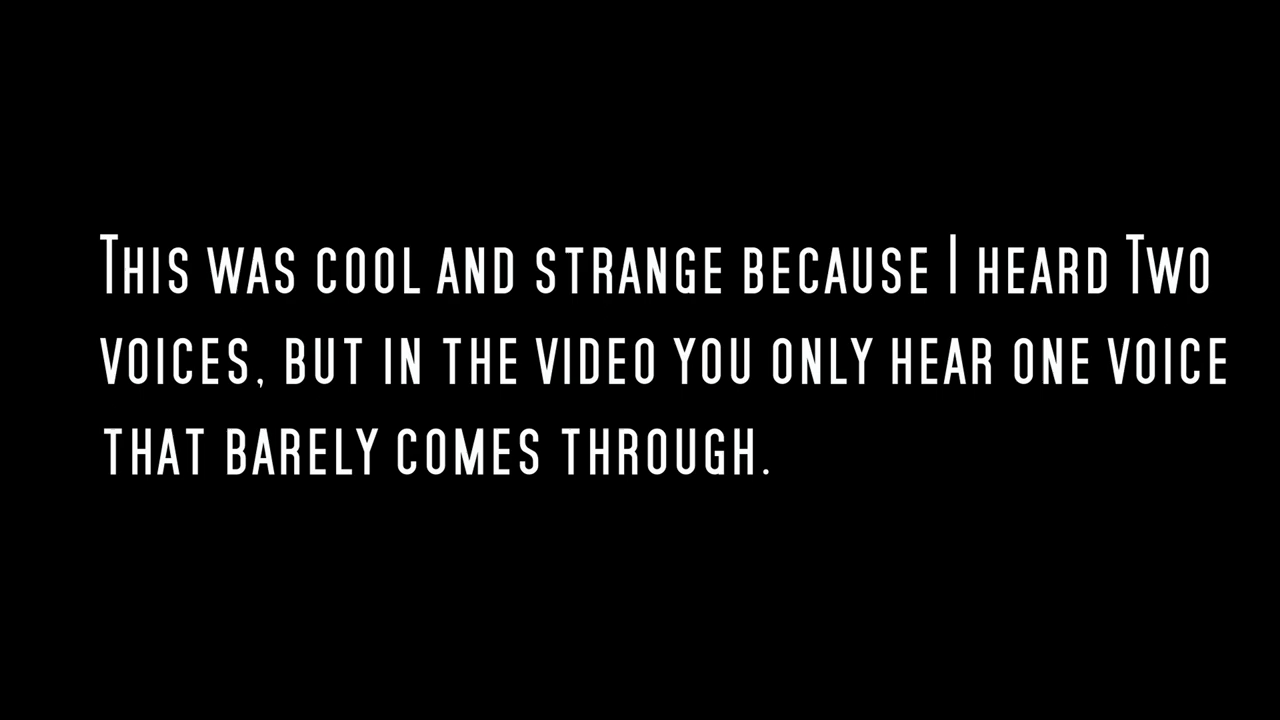 This was cool and strange because I heard Two
voices, but in the video you only hear one voice
that barely comes through.